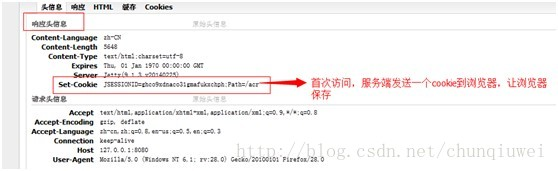 头信息 响应 HTML 缓存 Cookies
响应头信息 原始头信息
Content-Language zh-CN
Content-Length 5648
Content-Type text/html;charset=utf-8
Expires Thu, 01 Jan 1970 00:00:00 GMT
Server Jetty(9.1.3.v20140225)
Set-Cookie
首次访问，服务端发送一个cookie到浏览器，让浏览器
保存
请求头信息 原始头信息
Accept text/html,application/xhtml+xml,application/xml;q=0.9,*/*;q=0.8
Accept-Encoding gzip, deflate
Accept-Language zh-cn,zh;q=0.8,en-us;q=0.5,en;q=0.3
Connection keep-alive
Host 127.0.0.1:8080
User-Agent Mozilla/5.0 (Windows NT 6.1; rv:28.0) Gecko/20100101 Firefox/28.0
http://blog.csdn.net/chunqiuwei